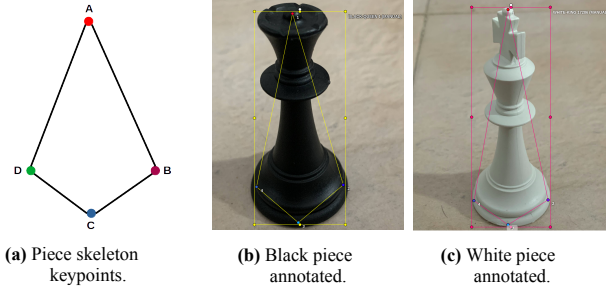 A
D
B
C
(a) Piece skeleton
keypoints.
(b) Black piece
annotated.
(c) White piece
annotated.